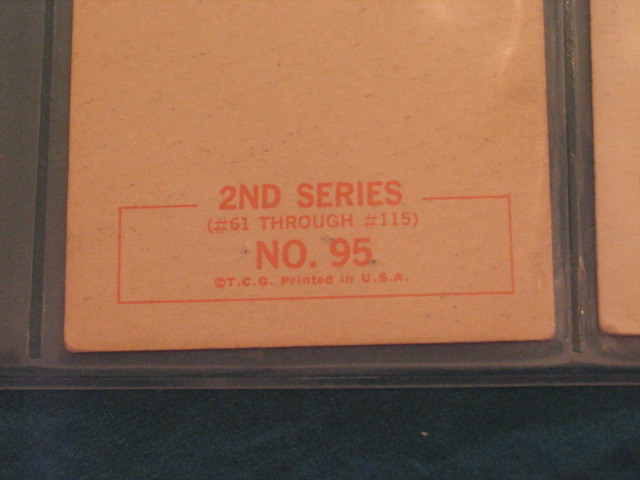 2ND SERIES
(#61 THROUGH #115)
NO. 95
©T.C.G. Printed in U.S.A.